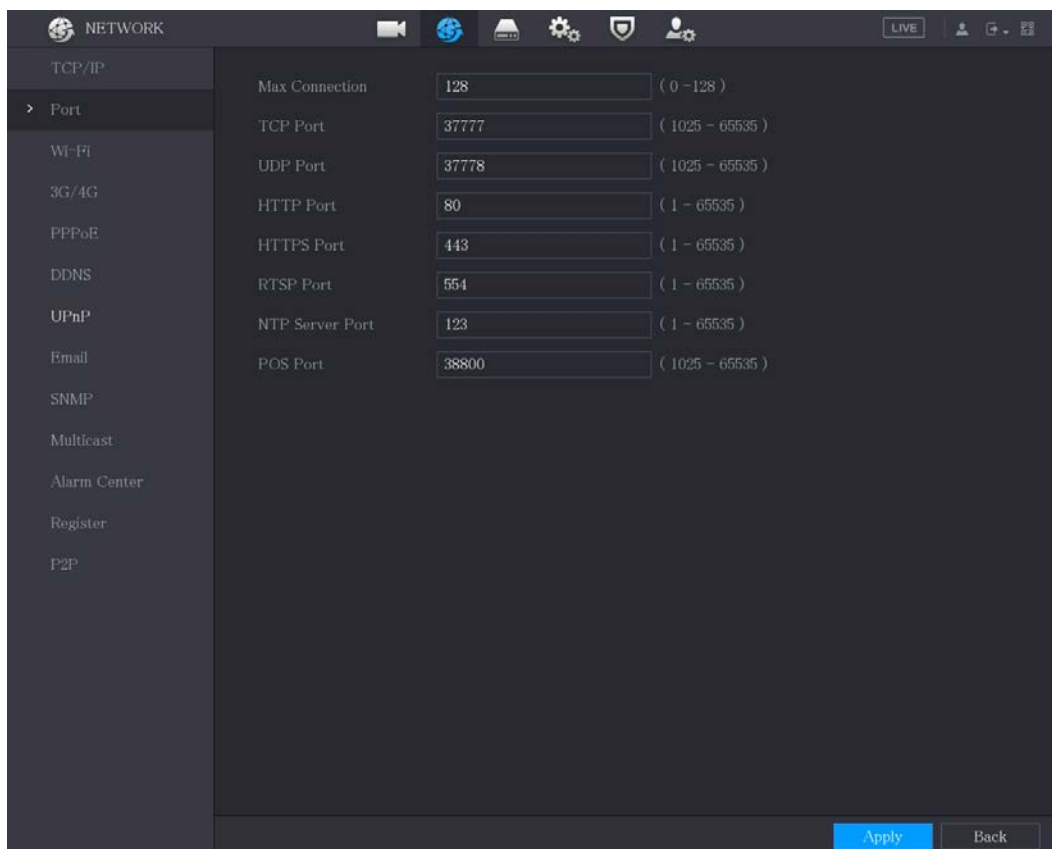 NETWORK
LIVE
TCP/IP
Port
Wi-Fi
3G/4G
PPPoE
DDNS
UPnP
Email
SNMP
Multicast
Alarm Center
Register
P2P
Max Connection 128 ( 0 -128 )
TCP Port 37777 ( 1025 - 65535 )
UDP Port 37778 ( 1025 - 65535 )
HTTP Port 80 ( 1 - 65535 )
HTTPS Port 443 ( 1 - 65535 )
RTSP Port 554 ( 1 - 65535 )
NTP Server Port 123 ( 1 - 65535 )
POS Port 38800 ( 1025 - 65535 )
Apply
Back